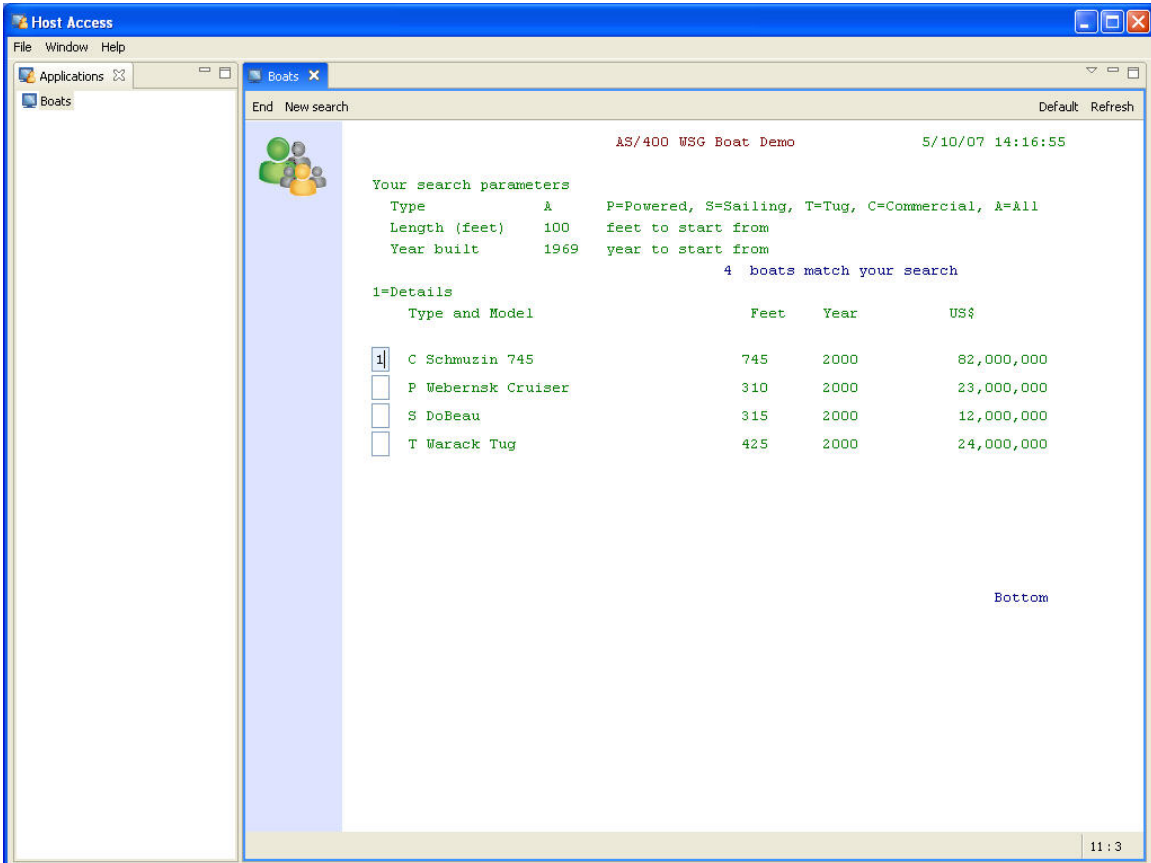 Host Access
File Window Help
Applications
Boats
Boats
End New search Default Refresh
AS/400 WSG Boat Demo 5/10/07 14:16:55
Your search parameters
Type A P=Powered, S=Sailing, T=Tug, C=Commercial, A=All
Length (feet) 100 feet to start from
Year built 1969 year to start from
4 boats match your search
1=Details
Type and Model Feet Year US$
1 C Schmuzin 745 745 2000 82,000,000
P Webernsk Cruiser 310 2000 23,000,000
S DoBeau 315 2000 12,000,000
T Warack Tug 425 2000 24,000,000
Bottom
11 : 3